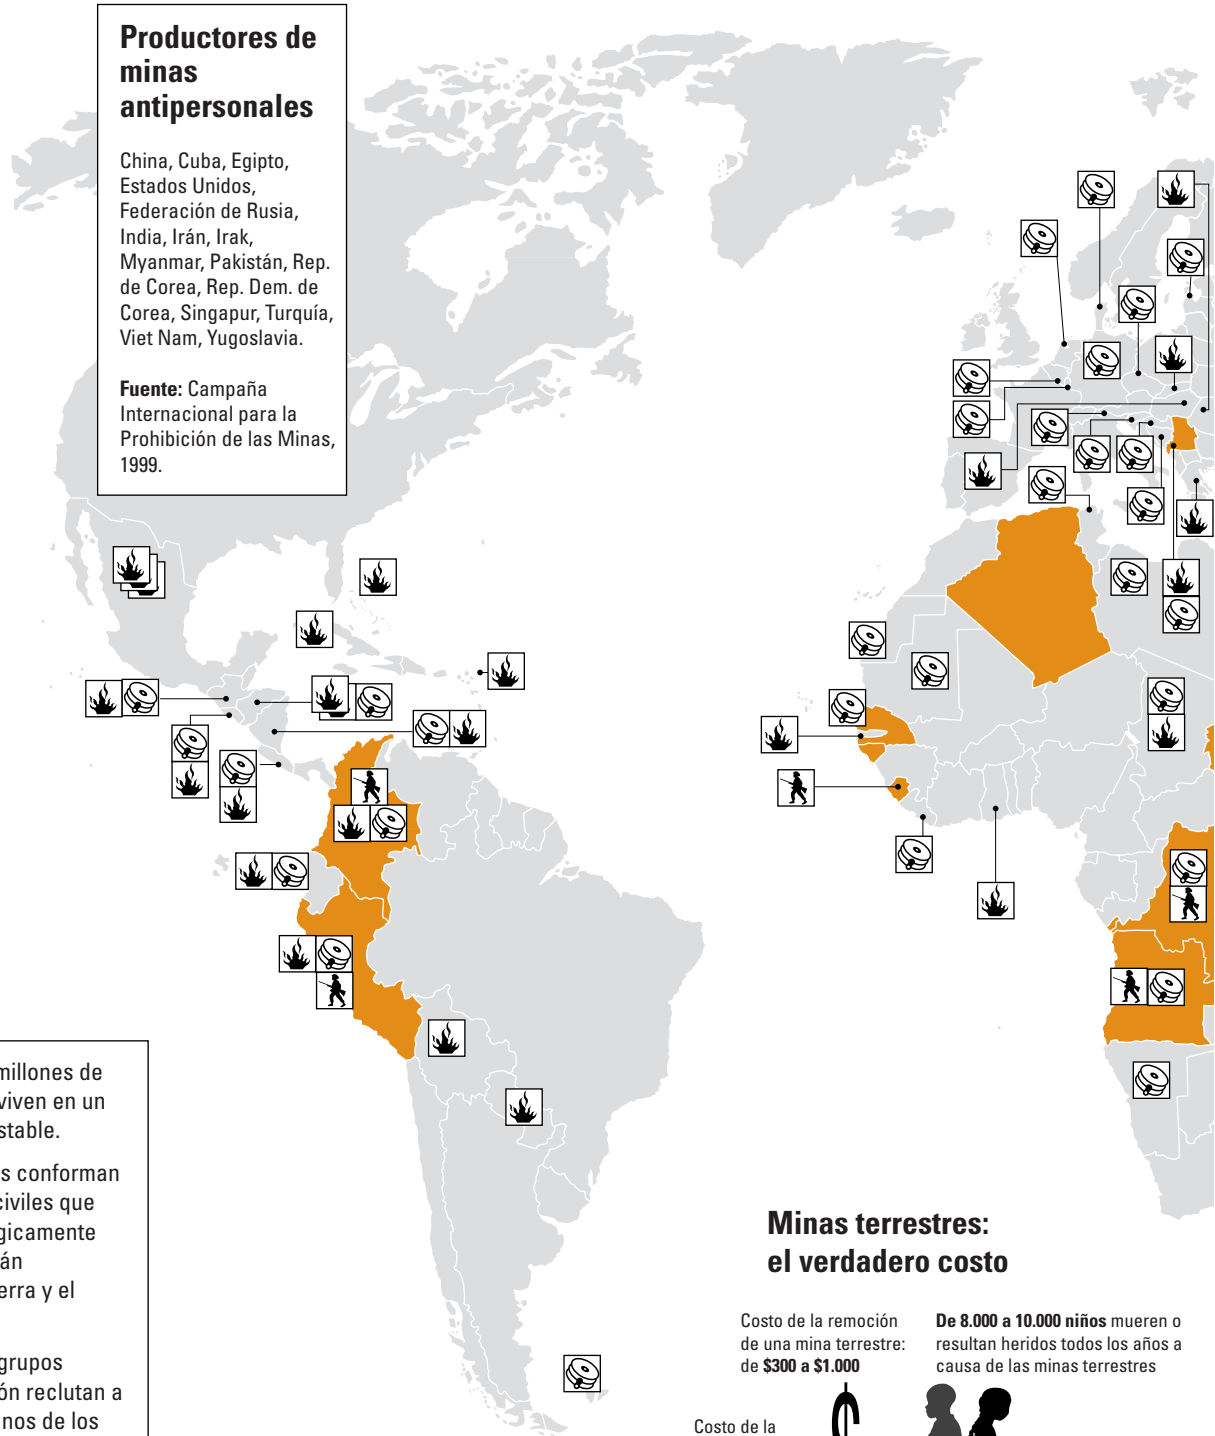 Productores de
minas
antipersonales
China, Cuba, Egipto,
Estados Unidos,
Federación de Rusia,
India, Irán, Irak,
Myanmar, Pakistán, Rep.
de Corea, Rep. Dem. de
Corea, Singapur, Turquía,
Viet Nam, Yugoslavia.
Fuente: Campaña
Internacional para la
Prohibición de las Minas,
1999.
millones de
viven en un
stable.
s conforman
civiles que
gicamente
án
erra y el
grupos
ón reclutan a
nos de los
Minas terrestres:
el verdadero costo
Costo de la remoción
de una mina terrestre:
de $300 a $1.000
De 8.000 a 10.000 niños mueren o
resultan heridos todos los años a
causa de las minas terrestres
Costo de la
$